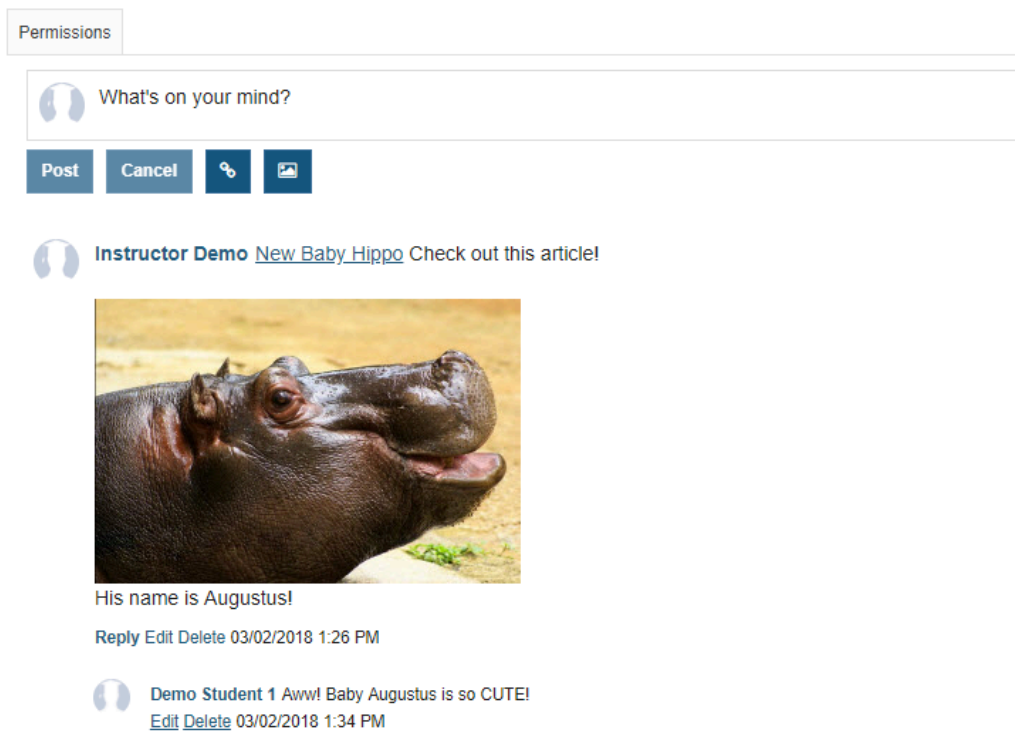 Permissions
What's on your mind?
Post Cancel
Instructor Demo New Baby Hippo Check out this article!
His name is Augustus!
Reply Edit Delete 03/02/2018 1:26 PM
Demo Student 1 Aww! Baby Augustus is so CUTE!
Edit Delete 03/02/2018 1:34 PM